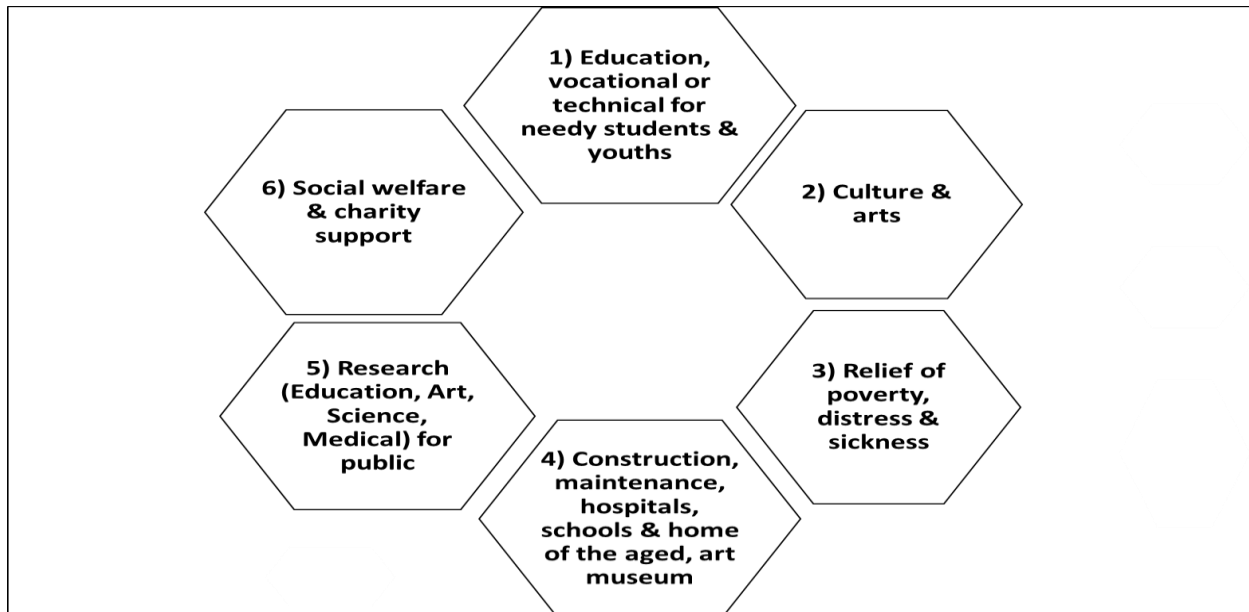 1) Education,
vocational or
technical for
needy students &
youths
2) Culture &
arts
3) Relief of
poverty,
distress &
sickness
4) Construction,
maintenance,
hospitals,
schools & home
of the aged, art
museum
5) Research
(Education, Art,
Science,
Medical) for
public
6) Social welfare
& charity
support